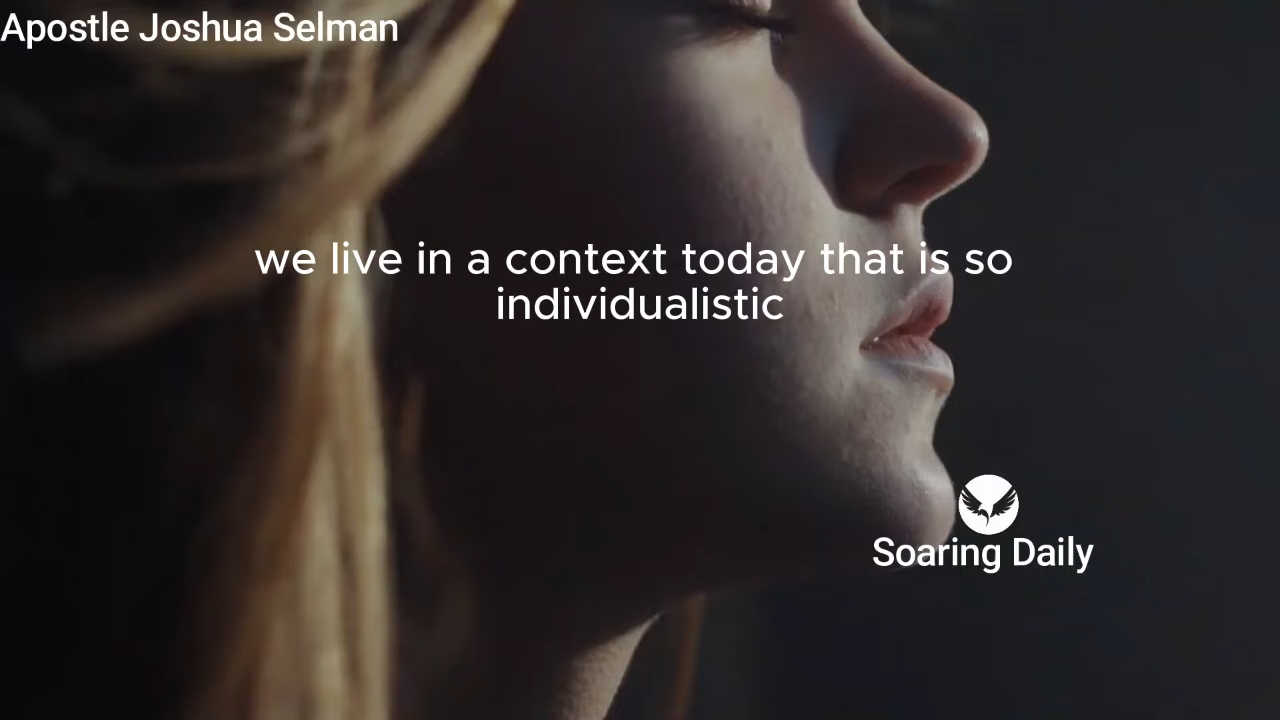 Apostle Joshua Selman
we live in a context today that is so
individualistic
Soaring Daily